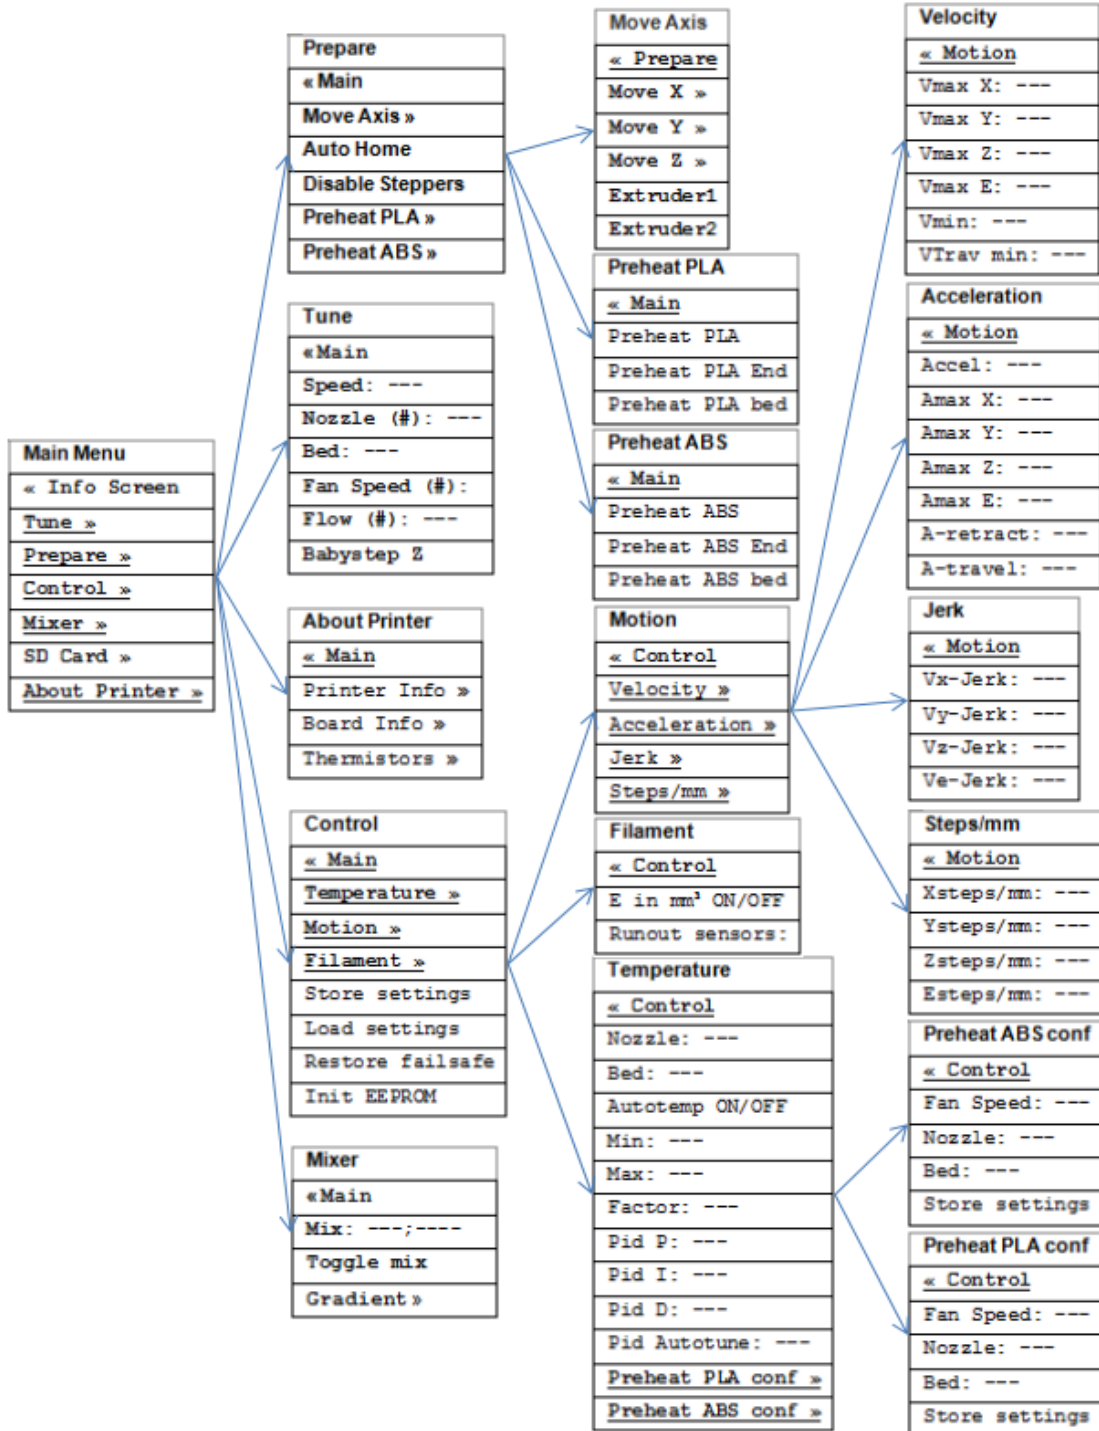 Main Menu
« Info Screen
Tune »
Prepare »
Control »
Mixer »
SD Card »
About Printer »
Prepare
« Main
Move Axis »
Auto Home
Disable Steppers
Preheat PLA »
Preheat ABS »
Tune
«Main
Speed: ---
Nozzle (#): ---
Bed: ---
Fan Speed (#):
Flow (#): ---
Babystep Z
About Printer
« Main
Printer Info »
Board Info »
Thermistors »
Control
« Main
Temperature »
Motion »
Filament »
Store settings
Load settings
Restore failsafe
Init EEPROM
Mixer
«Main
Mix: ---;----
Toggle mix
Gradient »
Move Axis
« Prepare
Move X »
Move Y »
Move Z »
Extruder1
Extruder2
Preheat PLA
« Main
Preheat PLA
Preheat PLA End
Preheat PLA bed
Preheat ABS
« Main
Preheat ABS
Preheat ABS End
Preheat ABS bed
Motion
« Control
Velocity »
Acceleration »
Jerk »
Steps/mm »
Filament
« Control
E in mm³ ON/OFF
Runout sensors:
Temperature
« Control
Nozzle: ---
Bed: ---
Autotemp ON/OFF
Min: ---
Max: ---
Factor: ---
Pid P: ---
Pid I: ---
Pid D: ---
Pid Autotune: ---
Preheat PLA conf »
Preheat ABS conf »
Velocity
« Motion
Vmax X: ---
Vmax Y: ---
Vmax Z: ---
Vmax E: ---
Vmin: ---
VTrav min: ---
Acceleration
« Motion
Accel: ---
Amax X: ---
Amax Y: ---
Amax Z: ---
Amax E: ---
A-retract: ---
A-travel: ---
Jerk
« Motion
Vx-Jerk: ---
Vy-Jerk: ---
Vz-Jerk: ---
Ve-Jerk: ---
Steps/mm
« Motion
Xsteps/mm: ---
Ysteps/mm: ---
Zsteps/mm: ---
Esteps/mm: ---
Preheat ABS conf
« Control
Fan Speed: ---
Nozzle: ---
Bed: ---
Store settings
Preheat PLA conf
« Control
Fan Speed: ---
Nozzle: ---
Bed: ---
Store settings